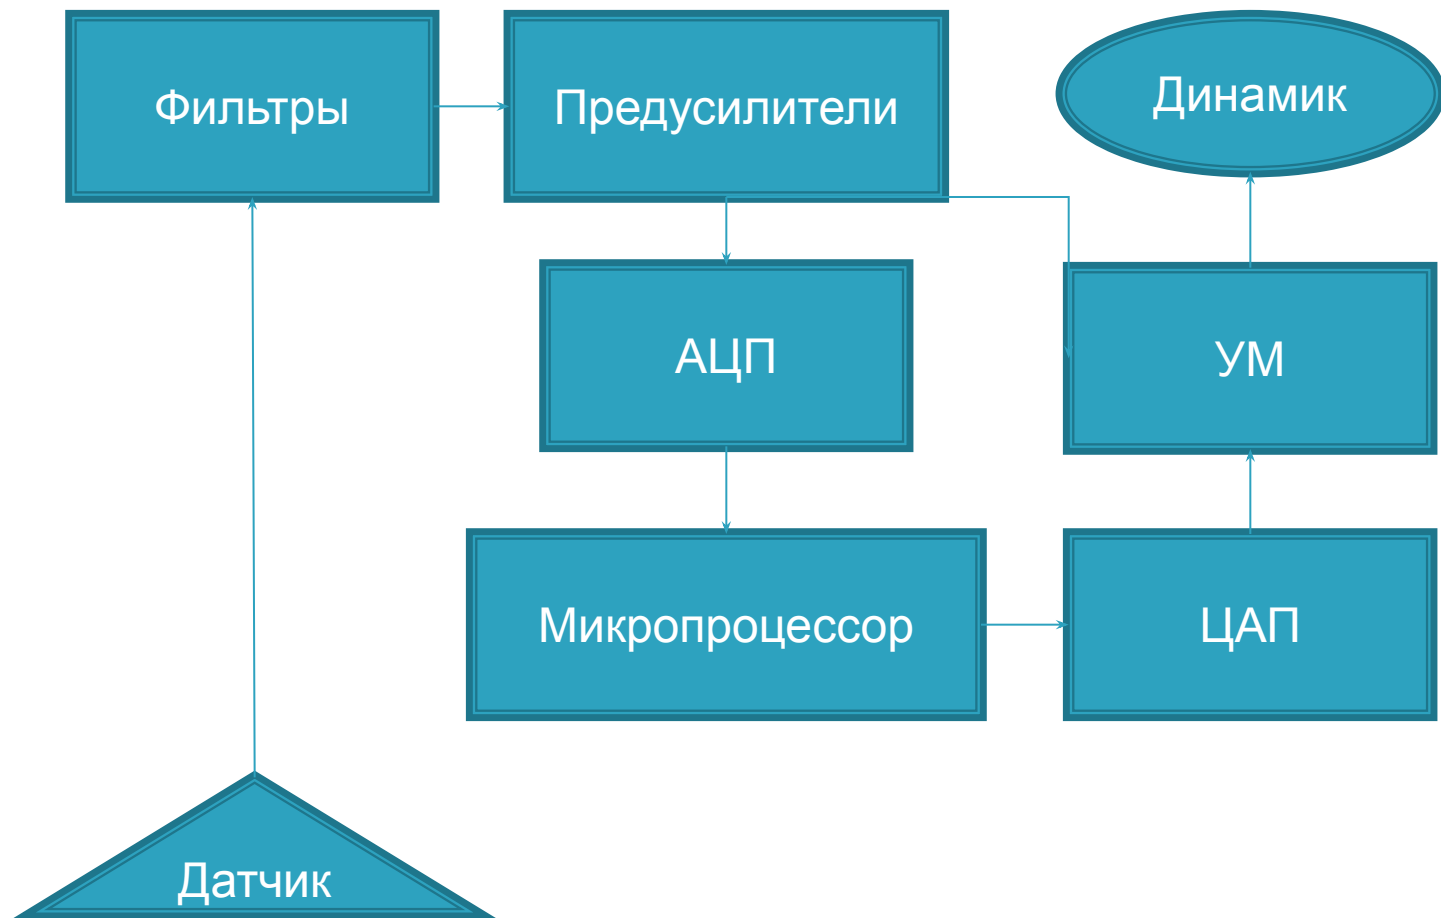 Фильтры
Предусилители
Динамик
АЦП
УМ
Микропроцессор
ЦАП
Датчик